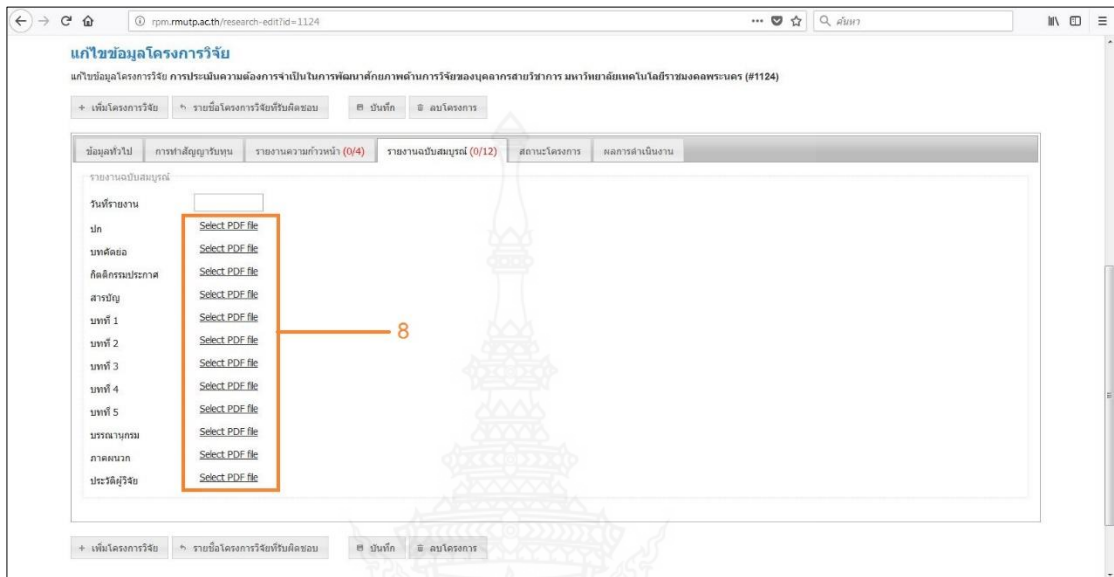 rpm.rmutp.ac.th/research-edit?id=1124
ค้นหา
แก้ไขข้อมูลโครงการวิจัย
แก้ไขข้อมูลโครงการวิจัย การประเมินความต้องการจำเป็นในการพัฒนาศักยภาพด้านการวิจัยของบุคลากรสายวิชาการ มหาวิทยาลัยเทคโนโลยีราชมงคลพระนคร (#1124)
+ เพิ่มโครงการวิจัย รายชื่อโครงการวิจัยที่รับผิดชอบ บันทึก ลบโครงการ
ข้อมูลทั่วไป การทำสัญญารับทุน รายงานความก้าวหน้า (0/4) รายงานฉบับสมบูรณ์ (0/12) สถานะโครงการ ผลการดำเนินงาน
รายงานฉบับสมบูรณ์
วันที่รายงาน
ปก Select PDF file
บทคัดย่อ Select PDF file
กิตติกรรมประกาศ Select PDF file
สารบัญ Select PDF file
บทที่ 1 Select PDF file
8
บทที่ 2 Select PDF file
บทที่ 3 Select PDF file
บทที่ 4 Select PDF file
บทที่ 5 Select PDF file
บรรณานุกรม Select PDF file
ภาคผนวก Select PDF file
ประวัติผู้วิจัย Select PDF file
+ เพิ่มโครงการวิจัย รายชื่อโครงการวิจัยที่รับผิดชอบ บันทึก ลบโครงการ